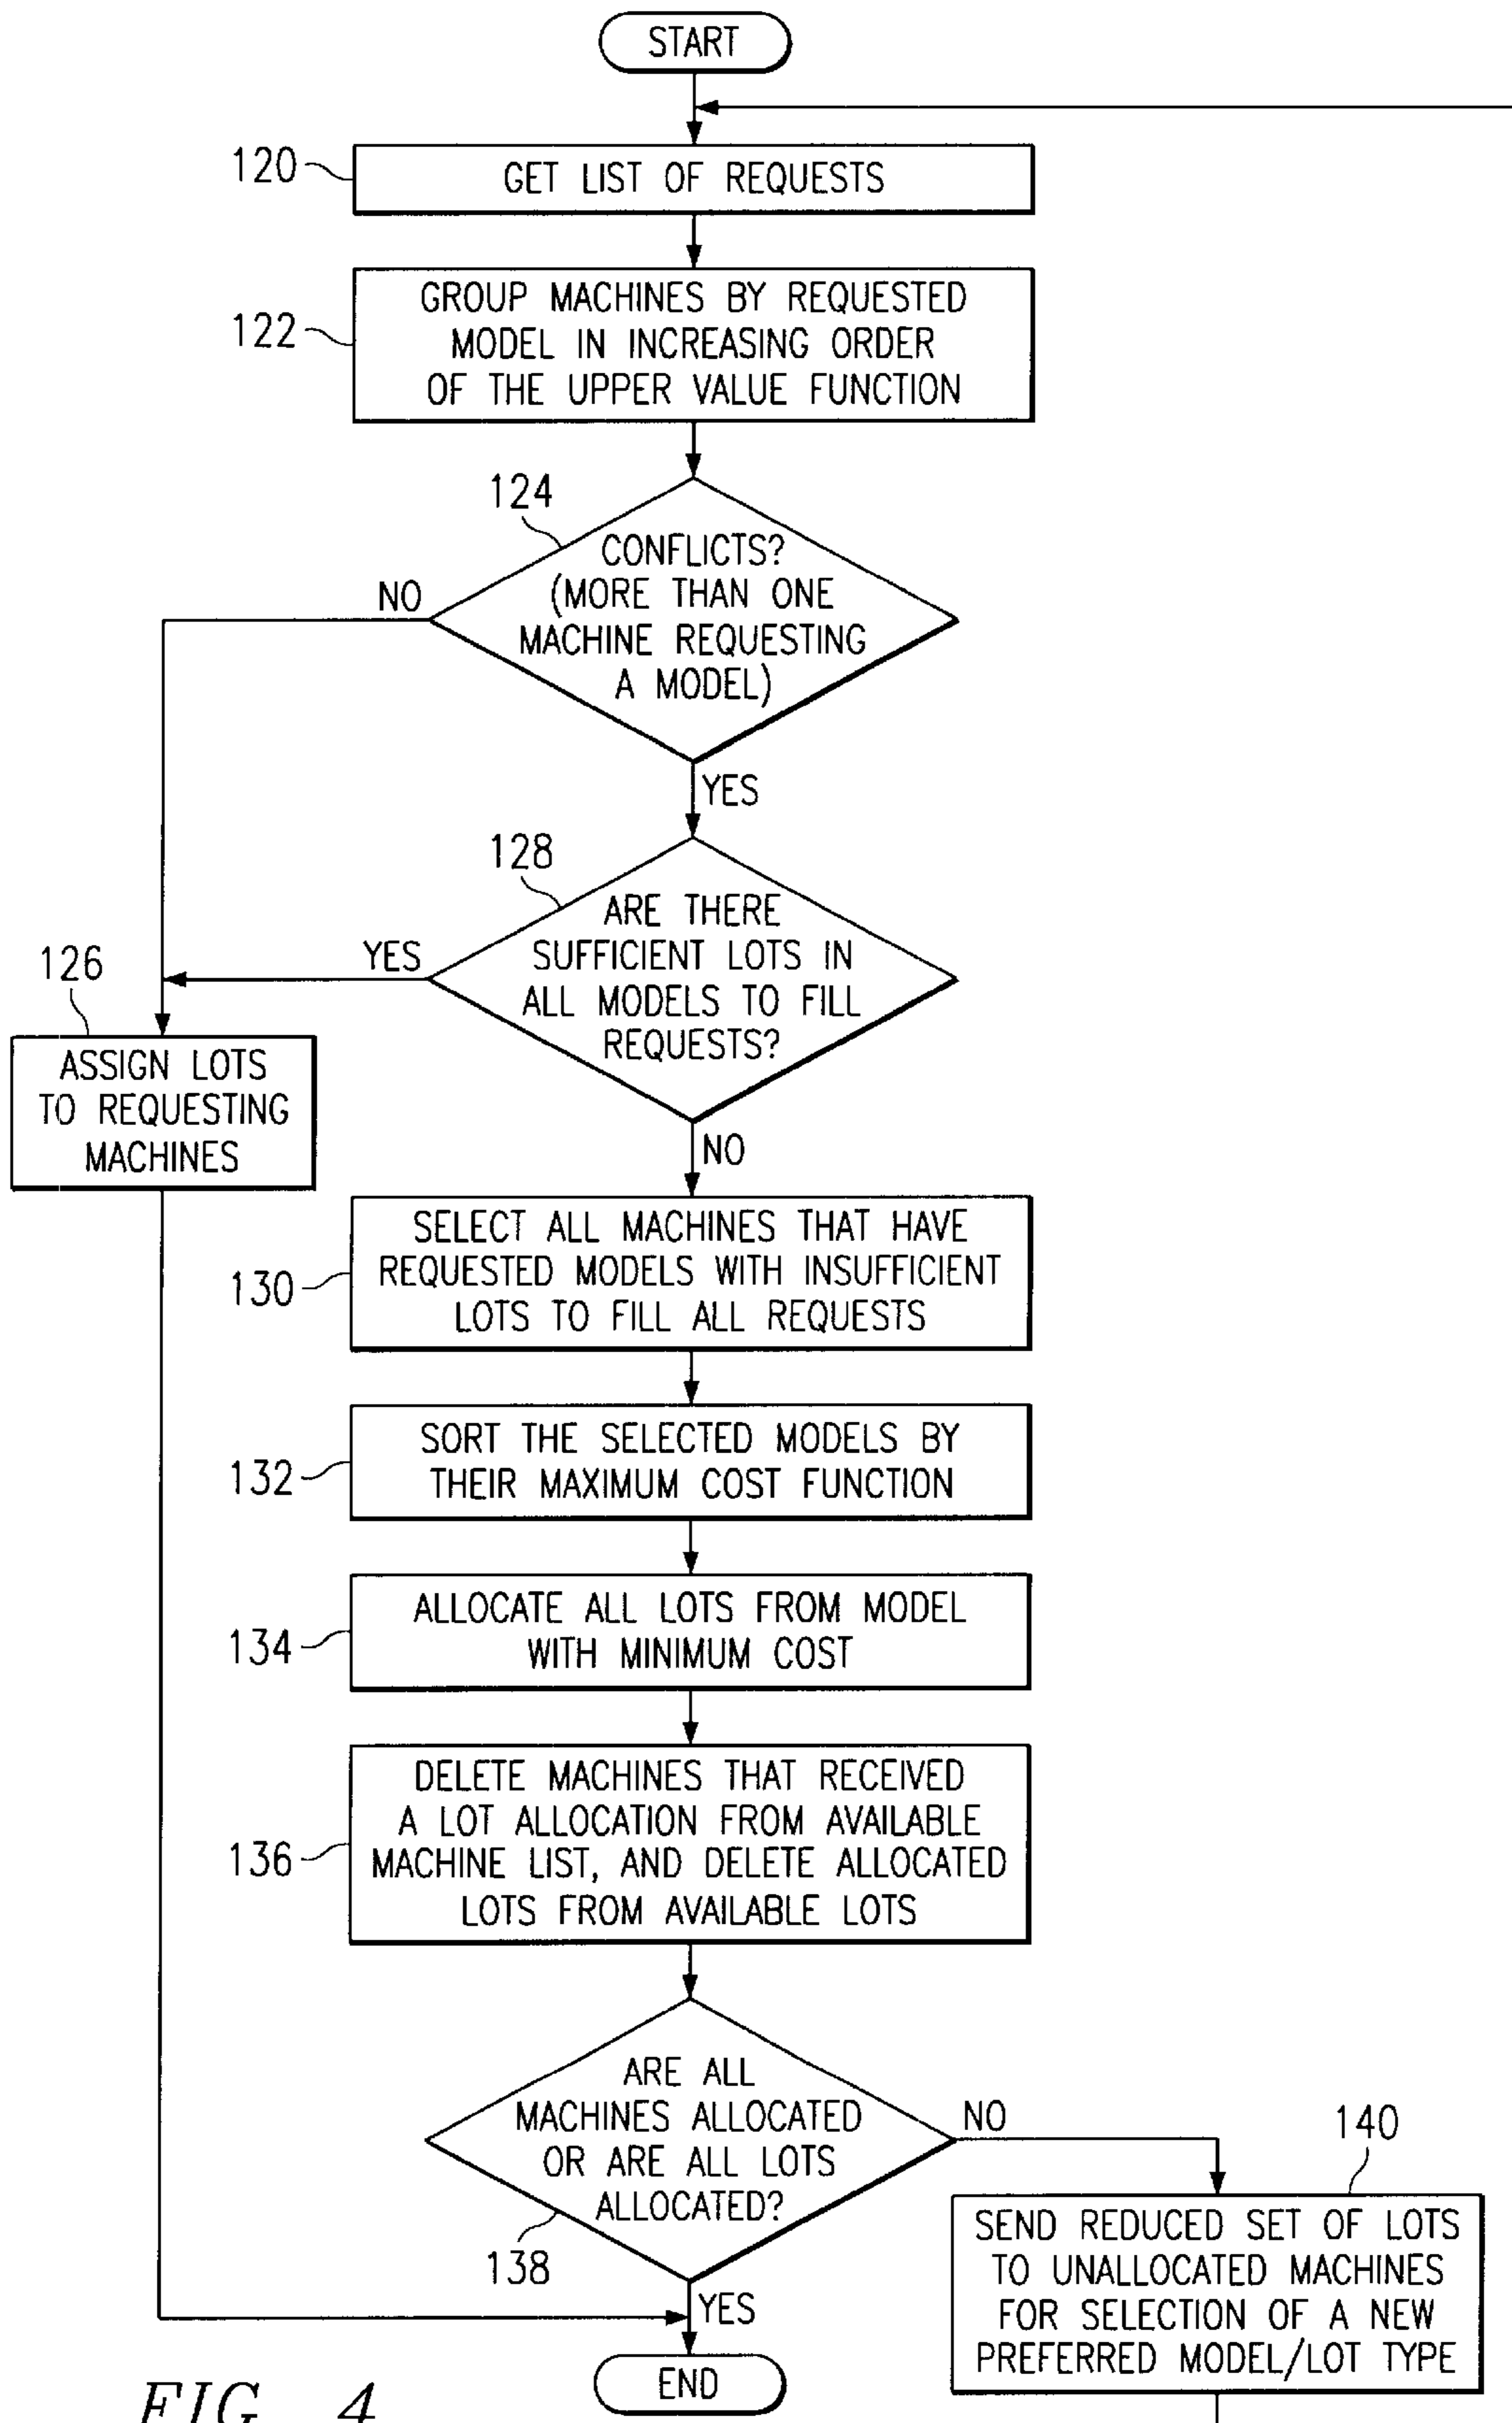 START
120
GET LIST OF REQUESTS
122
GROUP MACHINES BY REQUESTED
MODEL IN INCREASING ORDER
OF THE UPPER VALUE FUNCTION
124
CONFLICTS?
(MORE THAN ONE
MACHINE REQUESTING
A MODEL)
NO
YES
128
ARE THERE
SUFFICIENT LOTS IN
ALL MODELS TO FILL
REQUESTS?
YES
126
ASSIGN LOTS
TO REQUESTING
MACHINES
NO
130
SELECT ALL MACHINES THAT HAVE
REQUESTED MODELS WITH INSUFFICIENT
LOTS TO FILL ALL REQUESTS
132
SORT THE SELECTED MODELS BY
THEIR MAXIMUM COST FUNCTION
134
ALLOCATE ALL LOTS FROM MODEL
WITH MINIMUM COST
136
DELETE MACHINES THAT RECEIVED
A LOT ALLOCATION FROM AVAILABLE
MACHINE LIST, AND DELETE ALLOCATED
LOTS FROM AVAILABLE LOTS
ARE ALL
MACHINES ALLOCATED
OR ARE ALL LOTS
ALLOCATED?
138
NO
140
SEND REDUCED SET OF LOTS
TO UNALLOCATED MACHINES
FOR SELECTION OF A NEW
PREFERRED MODEL/LOT TYPE
YES
END
FIG. 4